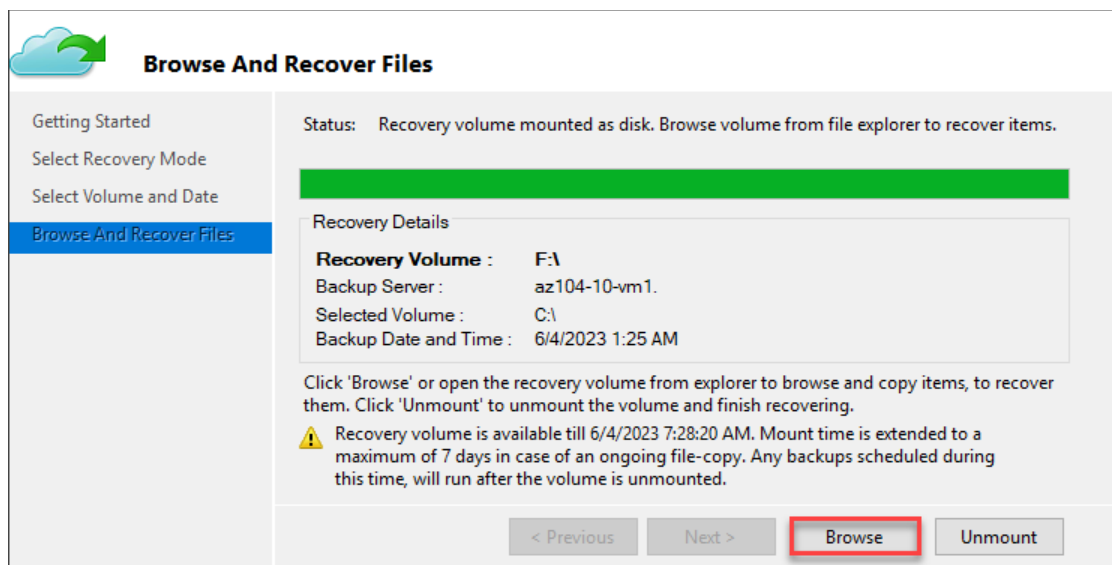 Browse And Recover Files
Getting Started
Select Recovery Mode
Select Volume and Date
Browse And Recover Files
Status: Recovery volume mounted as disk. Browse volume from file explorer to recover items.
Recovery Details
Recovery Volume : F:\
Backup Server : az104-10-vm1.
Selected Volume : C:\
Backup Date and Time : 6/4/2023 1:25 AM
Click 'Browse' or open the recovery volume from explorer to browse and copy items, to recover
them. Click 'Unmount' to unmount the volume and finish recovering.
Recovery volume is available till 6/4/2023 7:28:20 AM. Mount time is extended to a
maximum of 7 days in case of an ongoing file-copy. Any backups scheduled during
this time, will run after the volume is unmounted.
< Previous Next > Browse Unmount